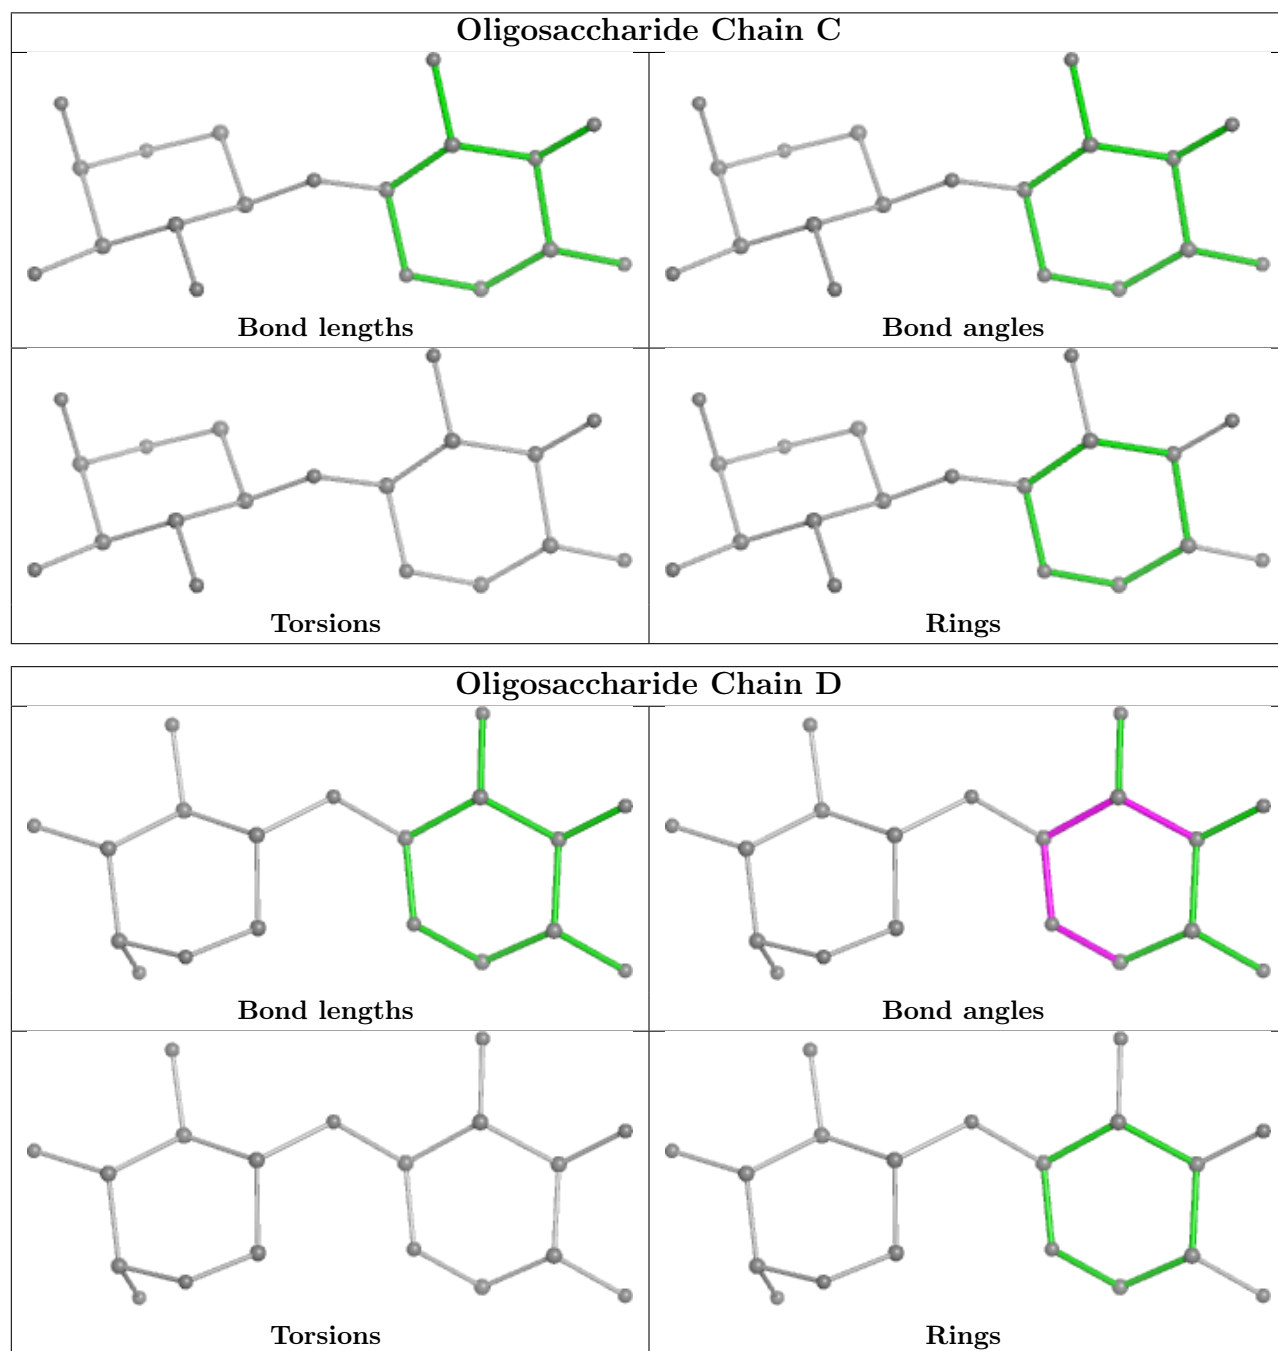 Oligosaccharide Chain C
Bond lengths
Bond angles
Torsions
Rings
Oligosaccharide Chain D
Bond lengths
Bond angles
Torsions
Rings